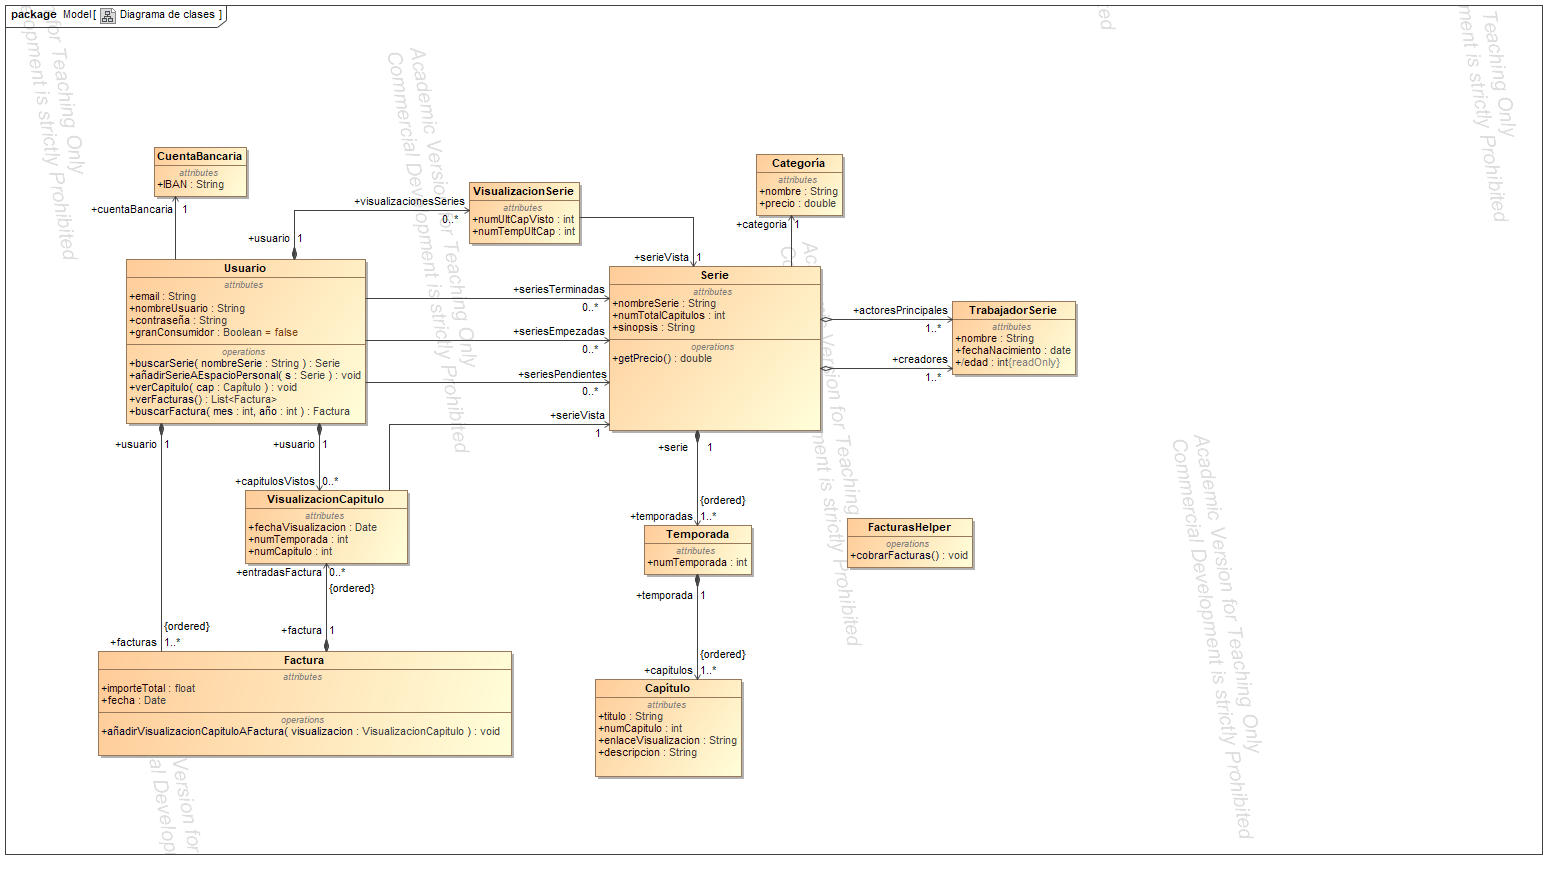 package Model[ Diagrama de clases ]
CuentaBancaria
attributes
+IBAN : String
+cuentaBancaria 1
VisualizacionSerie
attributes
+numUltCapVisto : int
+numTempUltCap : int
+visualizacionesSeries
0..*
+usuario 1
+serieVista 1
Categoría
attributes
+nombre : String
+precio : double
+categoria 1
Usuario
attributes
+email : String
+nombreUsuario : String
+contraseña : String
+granConsumidor : Boolean = false
operations
+buscarSerie( nombreSerie : String ) : Serie
+añadirSerieAEspacioPersonal( s : Serie ) : void
+verCapitulo( cap : Capítulo ) : void
+verFacturas() : List<Factura>
+buscarFactura( mes : int, año : int ) : Factura
+seriesTerminadas
0..*
+seriesEmpezadas
0..*
+seriesPendientes
0..*
+serieVista
1
Serie
attributes
+nombreSerie : String
+numTotalCapitulos : int
+sinopsis : String
operations
+getPrecio() : double
+actoresPrincipales
1..*
+creadores
1..*
TrabajadorSerie
attributes
+nombre : String
+fechaNacimiento : date
+/edad : int{readOnly}
+usuario 1
+usuario 1
+capitulosVistos 0..*
VisualizacionCapitulo
attributes
+fechaVisualizacion : Date
+numTemporada : int
+numCapitulo : int
+entradasFactura 0..*
{ordered}
+factura 1
{ordered}
+facturas 1..*
Factura
attributes
+importeTotal : float
+fecha : Date
operations
+añadirVisualizacionCapituloAFactura( visualizacion : VisualizacionCapitulo ) : void
+serie 1
{ordered}
+temporadas 1..*
Temporada
attributes
+numTemporada : int
+temporada 1
{ordered}
+capitulos 1..*
Capítulo
attributes
+titulo : String
+numCapitulo : int
+enlaceVisualizacion : String
+descripcion : String
FacturasHelper
operations
+cobrarFacturas() : void
Academic Version for Teaching Only
Commercial Development is strictly Prohibited